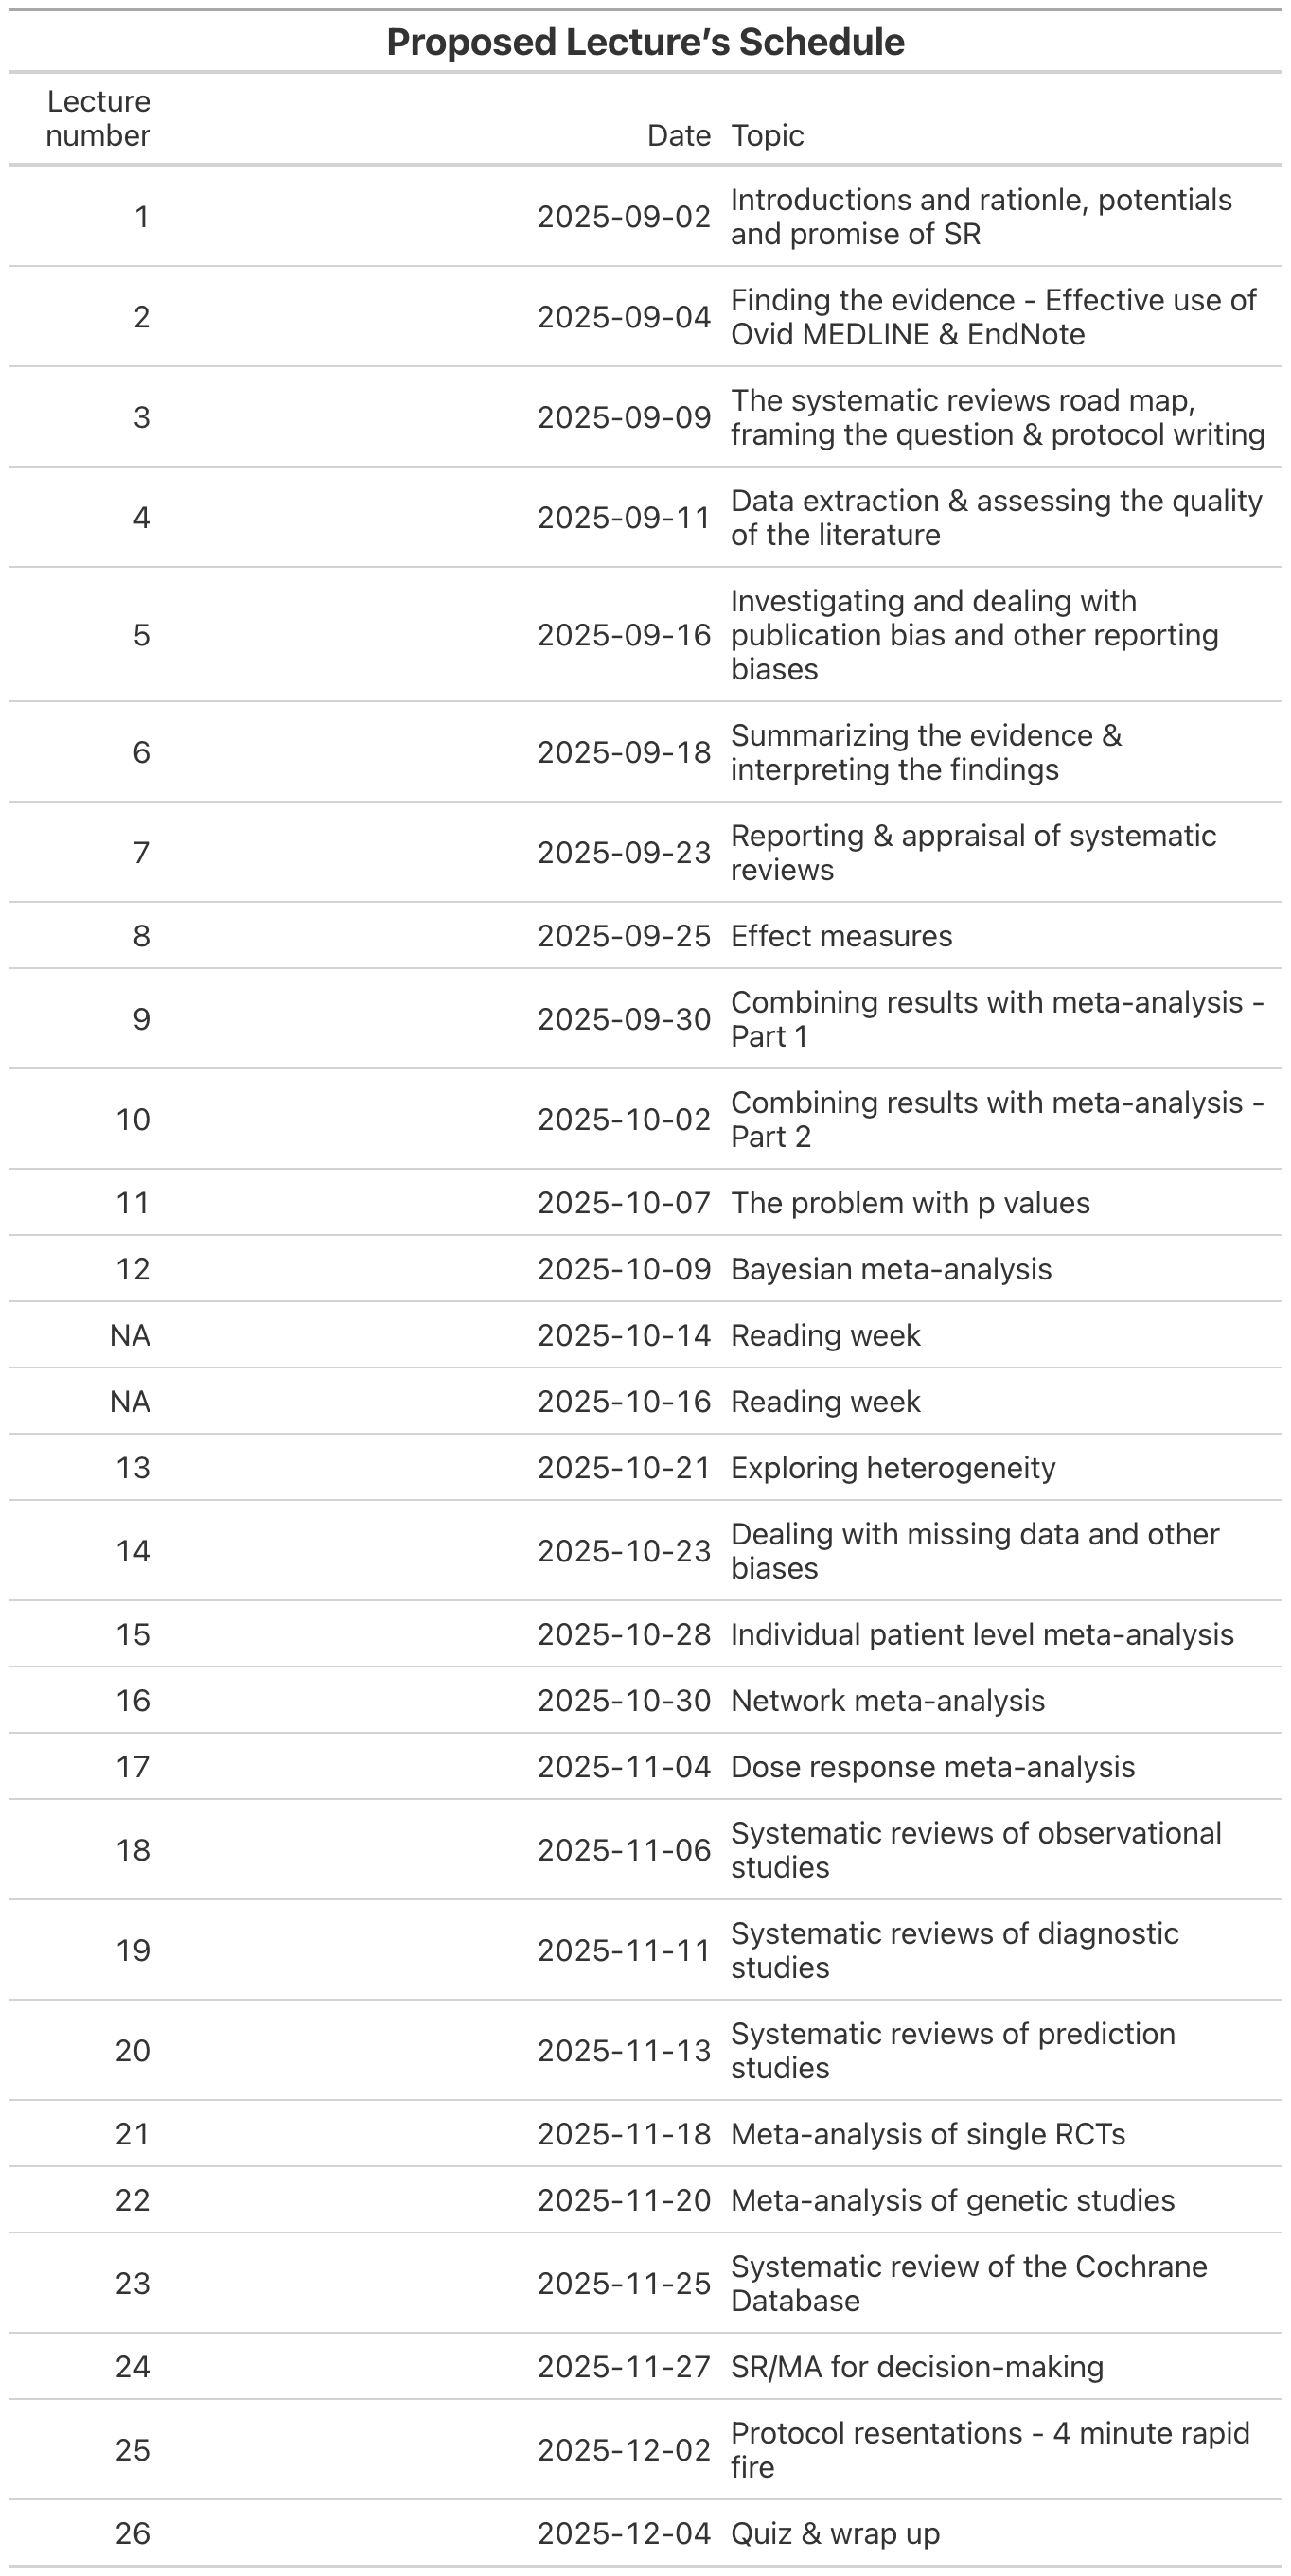 Proposed Lecture’s Schedule
Lecture
number Date Topic
1 2025-09-02 Introductions and rationle, potentials
and promise of SR
2 2025-09-04 Finding the evidence - Effective use of
Ovid MEDLINE & EndNote
3 2025-09-09 The systematic reviews road map,
framing the question & protocol writing
4 2025-09-11 Data extraction & assessing the quality
of the literature
5 2025-09-16 Investigating and dealing with
publication bias and other reporting
biases
6 2025-09-18 Summarizing the evidence &
interpreting the findings
7 2025-09-23 Reporting & appraisal of systematic
reviews
8 2025-09-25 Effect measures
9 2025-09-30 Combining results with meta-analysis -
Part 1
10 2025-10-02 Combining results with meta-analysis -
Part 2
11 2025-10-07 The problem with p values
12 2025-10-09 Bayesian meta-analysis
NA 2025-10-14 Reading week
NA 2025-10-16 Reading week
13 2025-10-21 Exploring heterogeneity
14 2025-10-23 Dealing with missing data and other
biases
15 2025-10-28 Individual patient level meta-analysis
16 2025-10-30 Network meta-analysis
17 2025-11-04 Dose response meta-analysis
18 2025-11-06 Systematic reviews of observational
studies
19 2025-11-11 Systematic reviews of diagnostic
studies
20 2025-11-13 Systematic reviews of prediction
studies
21 2025-11-18 Meta-analysis of single RCTs
22 2025-11-20 Meta-analysis of genetic studies
23 2025-11-25 Systematic review of the Cochrane
Database
24 2025-11-27 SR/MA for decision-making
25 2025-12-02 Protocol resentations - 4 minute rapid
fire
26 2025-12-04 Quiz & wrap up